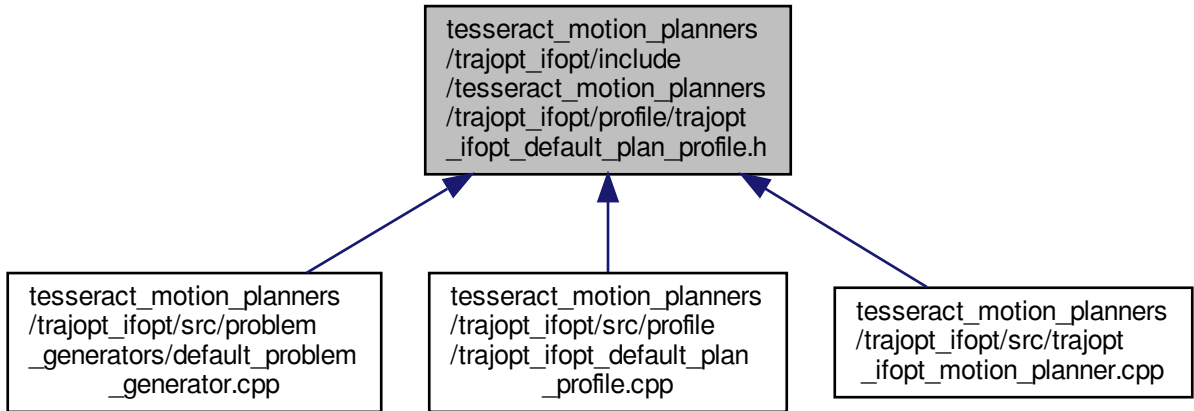 tesseract_motion_planners
/trajopt_ifopt/include
/tesseract_motion_planners
/trajopt_ifopt/profile/trajopt
_ifopt_default_plan_profile.h
tesseract_motion_planners
/trajopt_ifopt/src/problem
_generators/default_problem
_generator.cpp
tesseract_motion_planners
/trajopt_ifopt/src/profile
/trajopt_ifopt_default_plan
_profile.cpp
tesseract_motion_planners
/trajopt_ifopt/src/trajopt
_ifopt_motion_planner.cpp